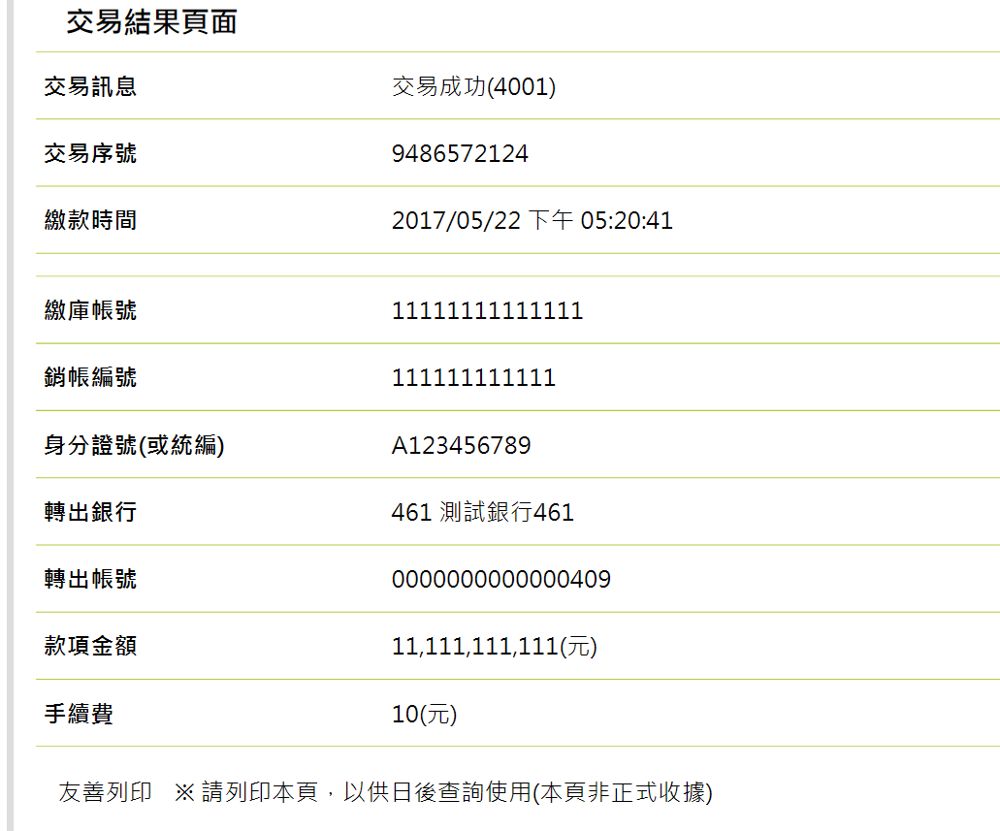 交易結果頁面
交易訊息 交易成功(4001)
交易序號 9486572124
繳款時間 2017/05/22 下午 05:20:41
繳庫帳號 11111111111111
銷帳編號 111111111111
身分證號(或統編) A123456789
轉出銀行 461 測試銀行461
轉出帳號 0000000000000409
款項金額 11,111,111,111(元)
手續費 10(元)
友善列印 ※ 請列印本頁，以供日後查詢使用(本頁非正式收據)